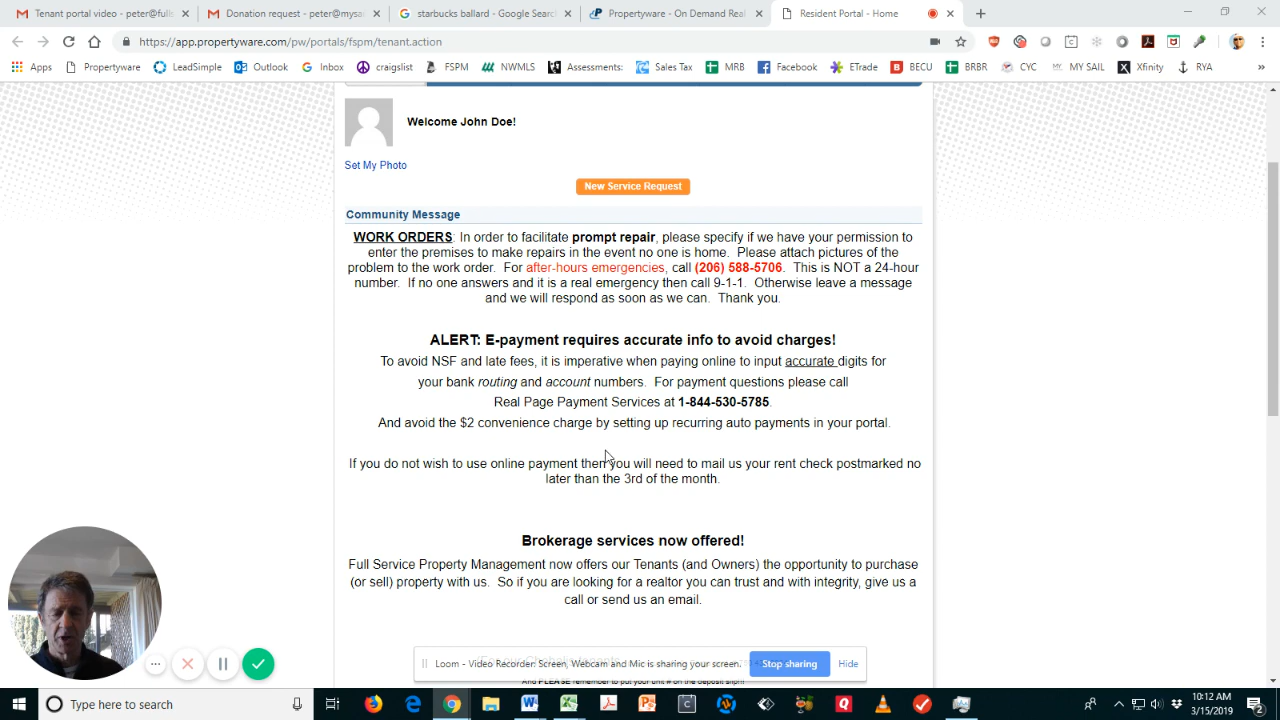 Tenant portal video - peter@fulls
Donation request - peter@mysa
starbucks ballard - Google Searc
Propertyware - On Demand Real
Resident Portal - Home
https://app.propertyware.com/pw/portals/fspm/tenant.action
Apps Propertyware LeadSimple Outlook Inbox craigslist FSPM NWMLS Assessments: Sales Tax MRB Facebook ETrade BECU BRBR CYC MY SAIL Xfinity RYA »
Welcome John Doe!
Set My Photo
New Service Request
Community Message
WORK ORDERS: In order to facilitate prompt repair, please specify if we have your permission to
enter the premises to make repairs in the event no one is home. Please attach pictures of the
problem to the work order. For after-hours emergencies, call (206) 588-5706. This is NOT a 24-hour
number. If no one answers and it is a real emergency then call 9-1-1. Otherwise leave a message
and we will respond as soon as we can. Thank you.
ALERT: E-payment requires accurate info to avoid charges!
To avoid NSF and late fees, it is imperative when paying online to input accurate digits for
your bank routing and account numbers. For payment questions please call
Real Page Payment Services at 1-844-530-5785.
And avoid the $2 convenience charge by setting up recurring auto payments in your portal.
If you do not wish to use online payment then you will need to mail us your rent check postmarked no
later than the 3rd of the month.
Brokerage services now offered!
Full Service Property Management now offers our Tenants (and Owners) the opportunity to purchase
(or sell) property with us. So if you are looking for a realtor you can trust and with integrity, give us a
call or send us an email.
Loom - Video Recorder: Screen, Webcam and Mic is sharing your screen. Stop sharing Hide
And PLEASE remember to put your unit # on the deposit slip!!
Type here to search
10:12 AM
3/15/2019
2